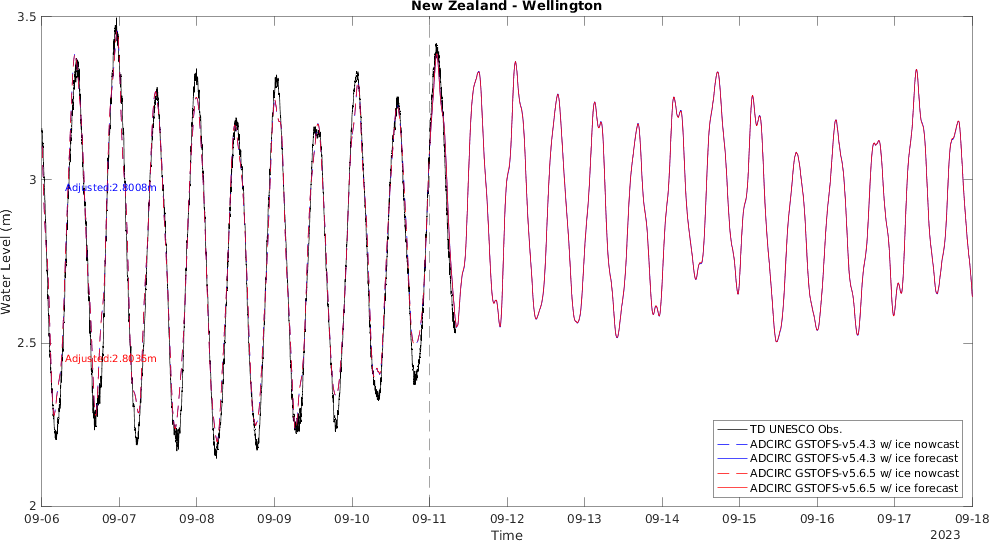 New Zealand - Wellington
Water Level (m)
3.5
3
2.5
2
Adjusted:2.8008m
Adjusted:2.8036m
TD UNESCO Obs.
ADCIRC GSTOFS-v5.4.3 w/ ice nowcast
ADCIRC GSTOFS-v5.4.3 w/ ice forecast
ADCIRC GSTOFS-v5.6.5 w/ ice nowcast
ADCIRC GSTOFS-v5.6.5 w/ ice forecast
09-06 09-07 09-08 09-09 09-10 09-11 09-12 09-13 09-14 09-15 09-16 09-17 09-18
Time
2023